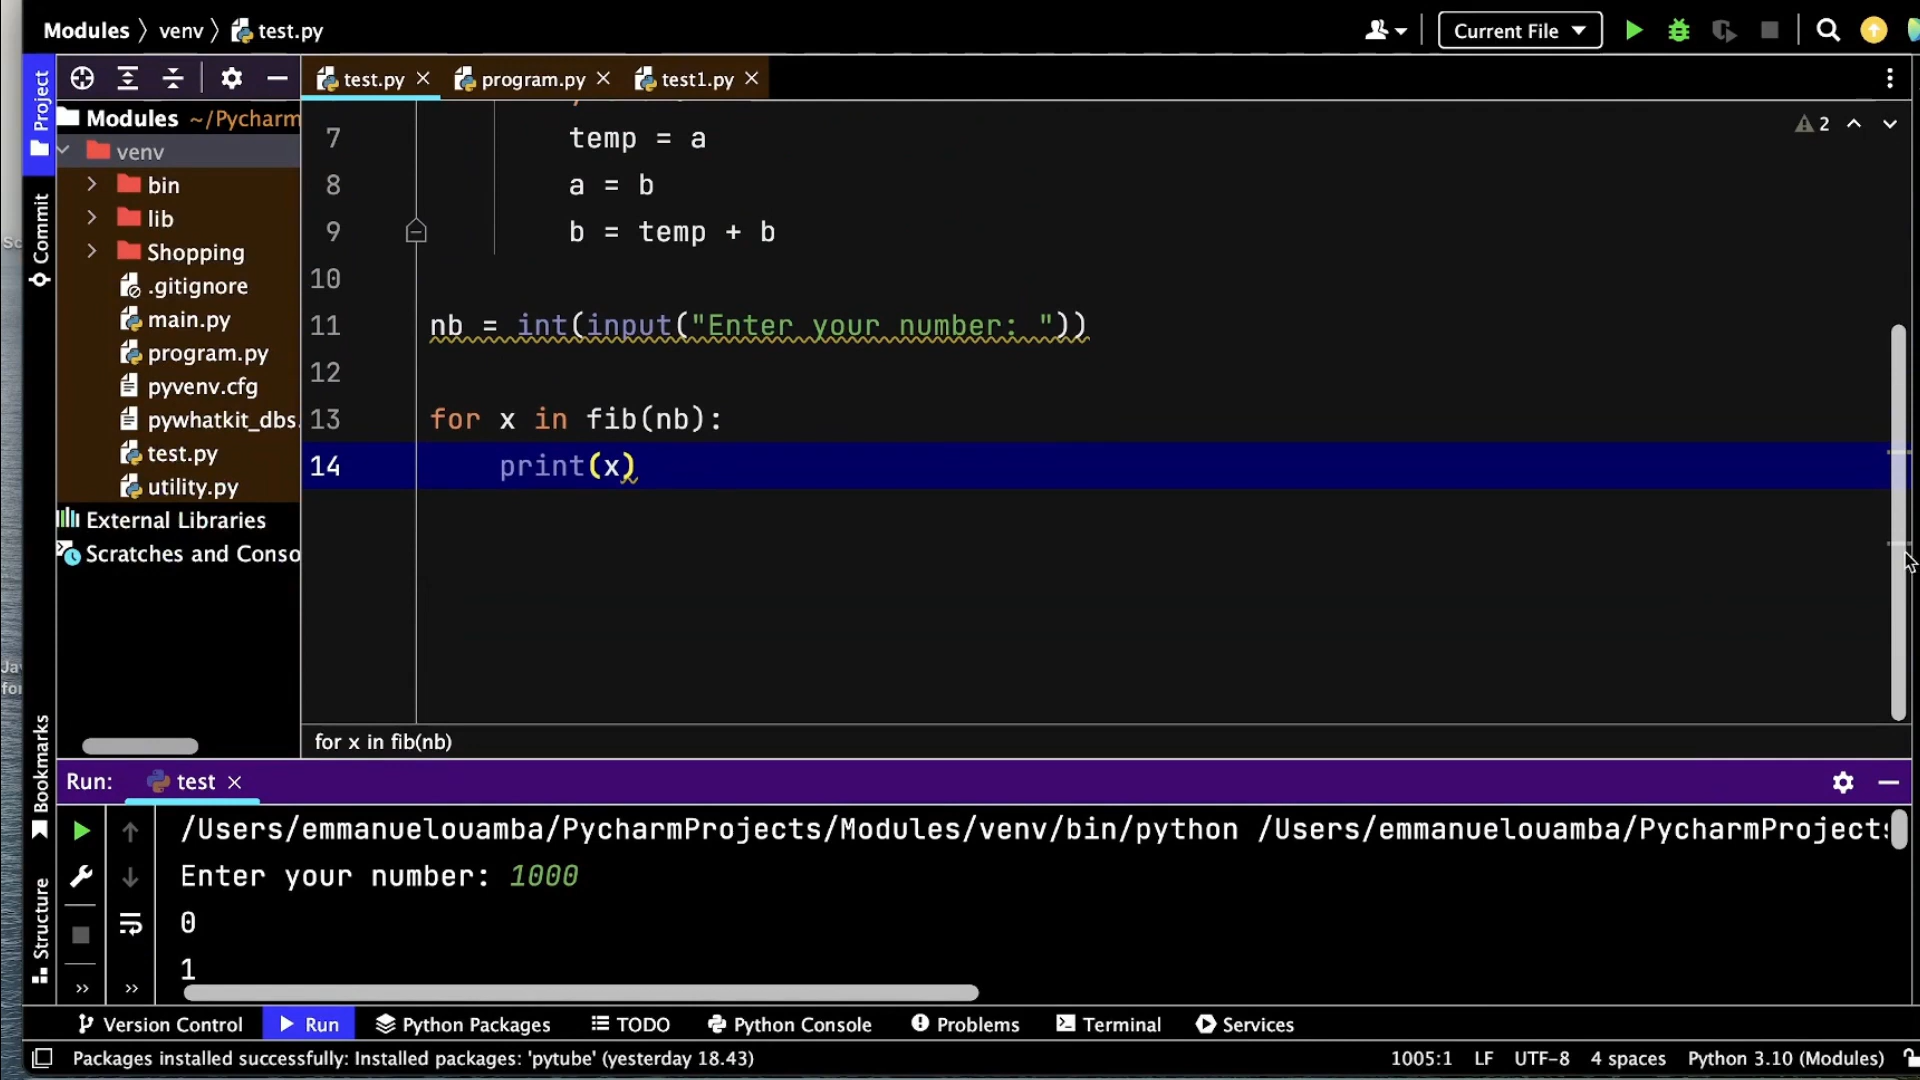 Modules 〉 venv 〉 test.py
Current File
Project
Commit
Bookmarks
Structure
test.py
program.py
test1.py
Modules ~/Pycharm
venv
bin
lib
Shopping
.gitignore
main.py
program.py
pyvenv.cfg
pywhatkit_dbs.
test.py
utility.py
External Libraries
Scratches and Conso
2
7 temp = a
8 a = b
9 b = temp + b
10
11 nb = int(input("Enter your number: "))
12
13 for x in fib(nb):
14 print(x)
for x in fib(nb)
Run: test
/Users/emmanuelouamba/PycharmProjects/Modules/venv/bin/python /Users/emmanuelouamba/PycharmProjects
Enter your number: 1000
0
1
Version Control Run Python Packages TODO Python Console Problems Terminal Services
Packages installed successfully: Installed packages: 'pytube' (yesterday 18.43) 1005:1 LF UTF-8 4 spaces Python 3.10 (Modules)